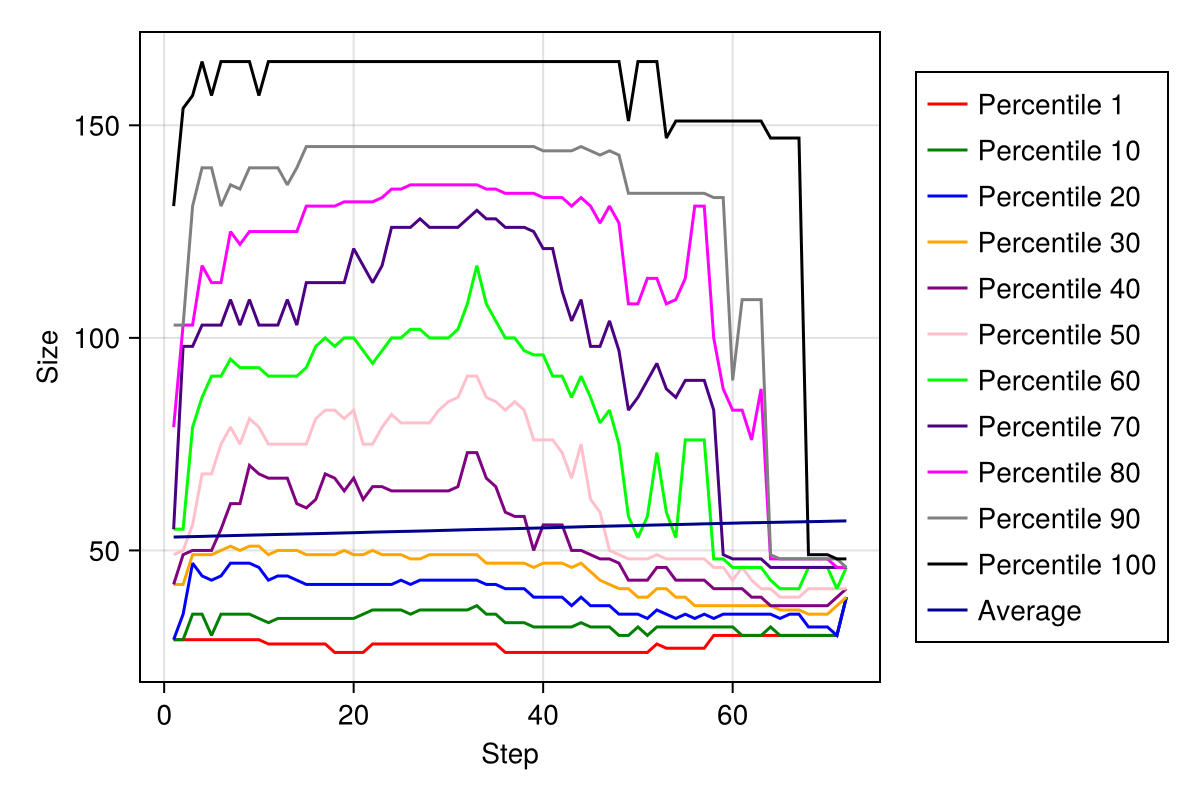 150
100
50
Size
0
20
40
60
Step
Percentile 1
Percentile 10
Percentile 20
Percentile 30
Percentile 40
Percentile 50
Percentile 60
Percentile 70
Percentile 80
Percentile 90
Percentile 100
Average